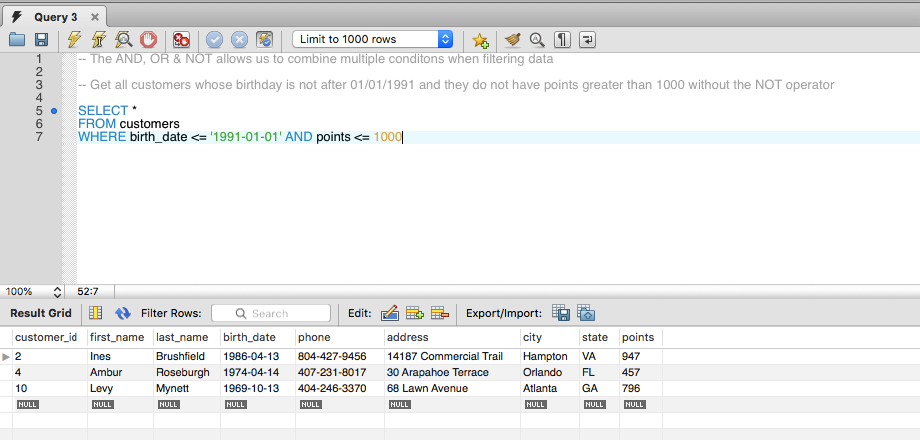 Query 3
Limit to 1000 rows
1 -- The AND, OR & NOT allows us to combine multiple conditons when filtering data
2
3 -- Get all customers whose birthday is not after 01/01/1991 and they do not have points greater than 1000 without the NOT operator
4
5 SELECT *
6 FROM customers
7 WHERE birth_date <= '1991-01-01' AND points <= 1000
100% 52:7
Result Grid Filter Rows: Search Edit: Export/Import:
customer_id first_name last_name birth_date phone address city state points
2 Ines Brushfield 1986-04-13 804-427-9456 14187 Commercial Trail Hampton VA 947
4 Ambur Roseburgh 1974-04-14 407-231-8017 30 Arapahoe Terrace Orlando FL 457
10 Levy Mynett 1969-10-13 404-246-3370 68 Lawn Avenue Atlanta GA 796
NULL NULL NULL NULL NULL NULL NULL NULL NULL